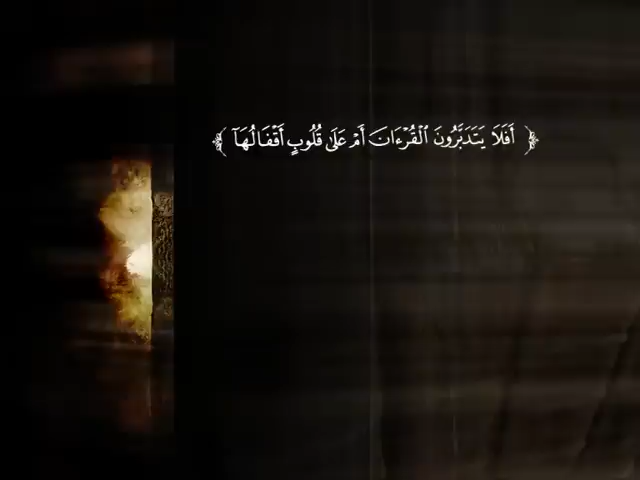 ﴿ أَفَلَا يَتَدَبَّرُونَ ٱلْقُرْءَانَ أَمْ عَلَىٰ قُلُوبٍ أَقْفَالُهَآ ﴾